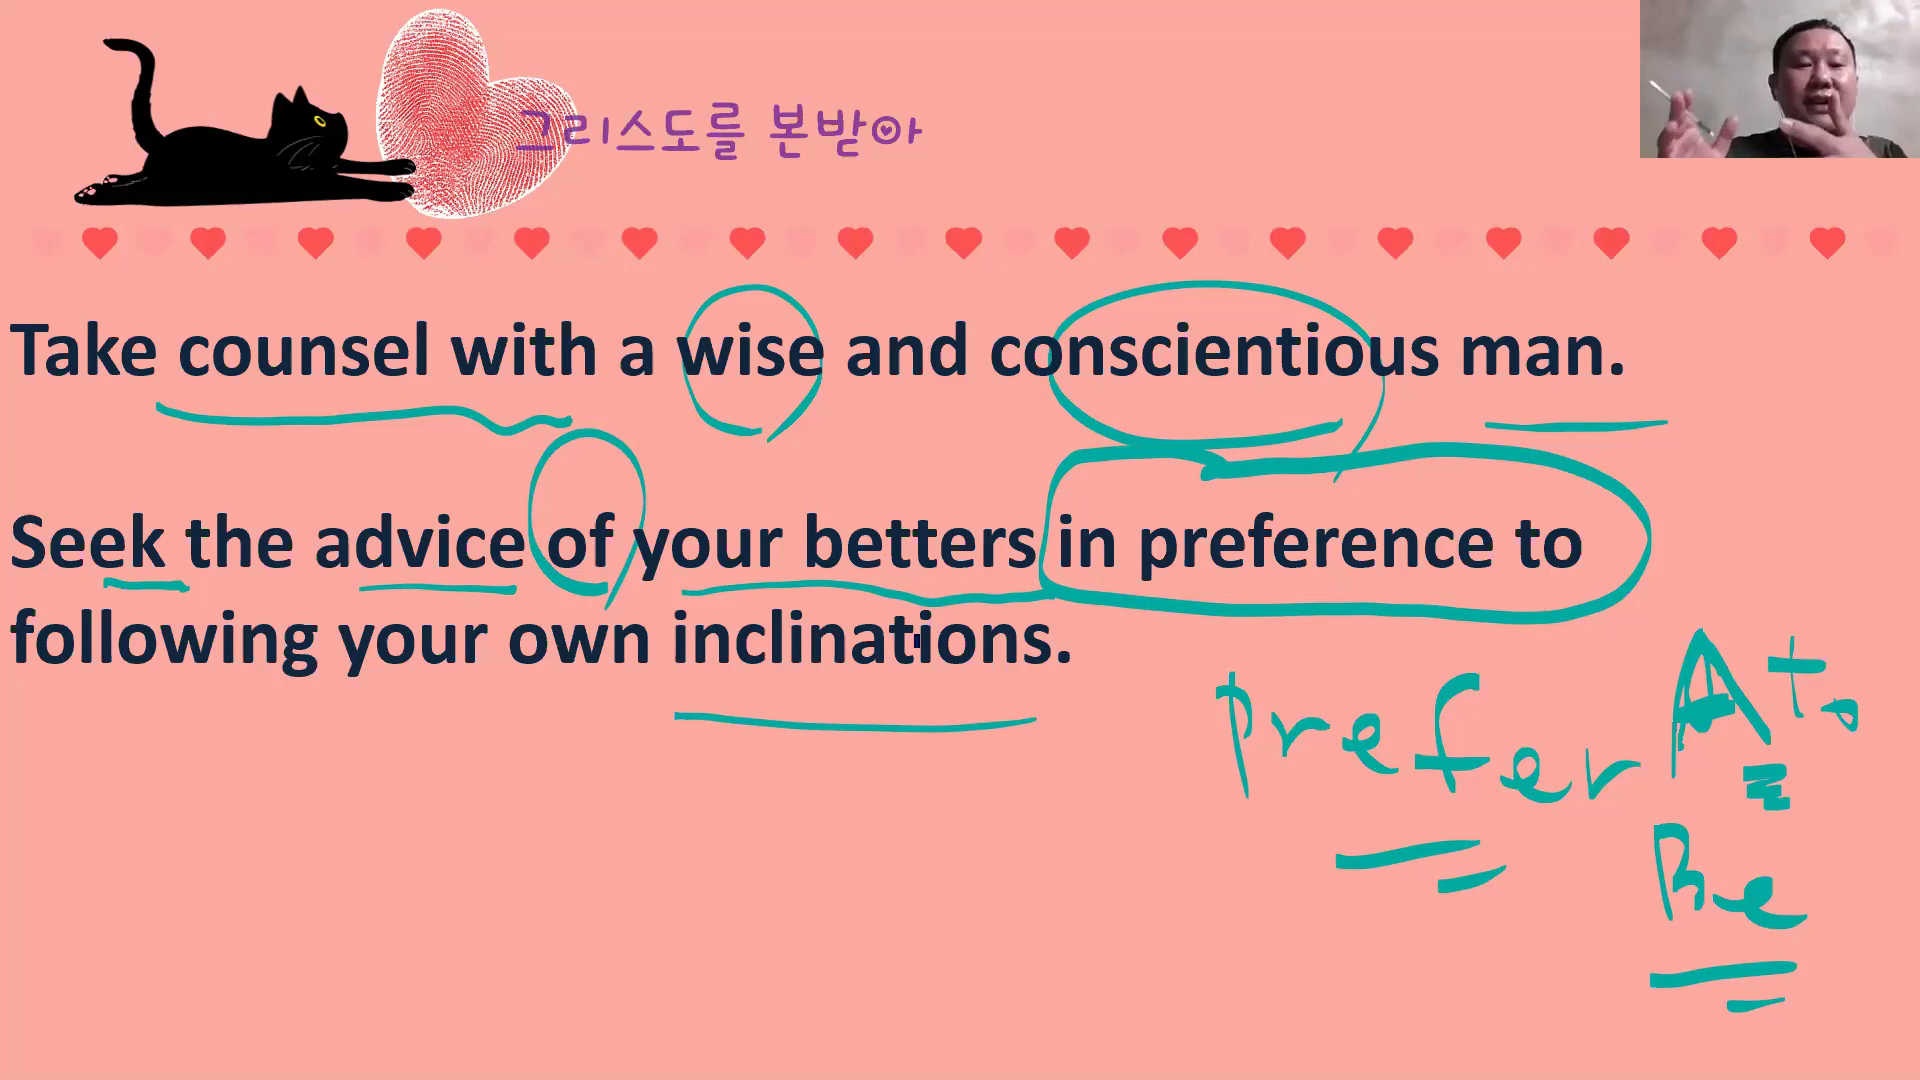 그리스도를 본받아
Take counsel with a wise and conscientious man.
Seek the advice of your betters in preference to
following your own inclinations.
prefer A to